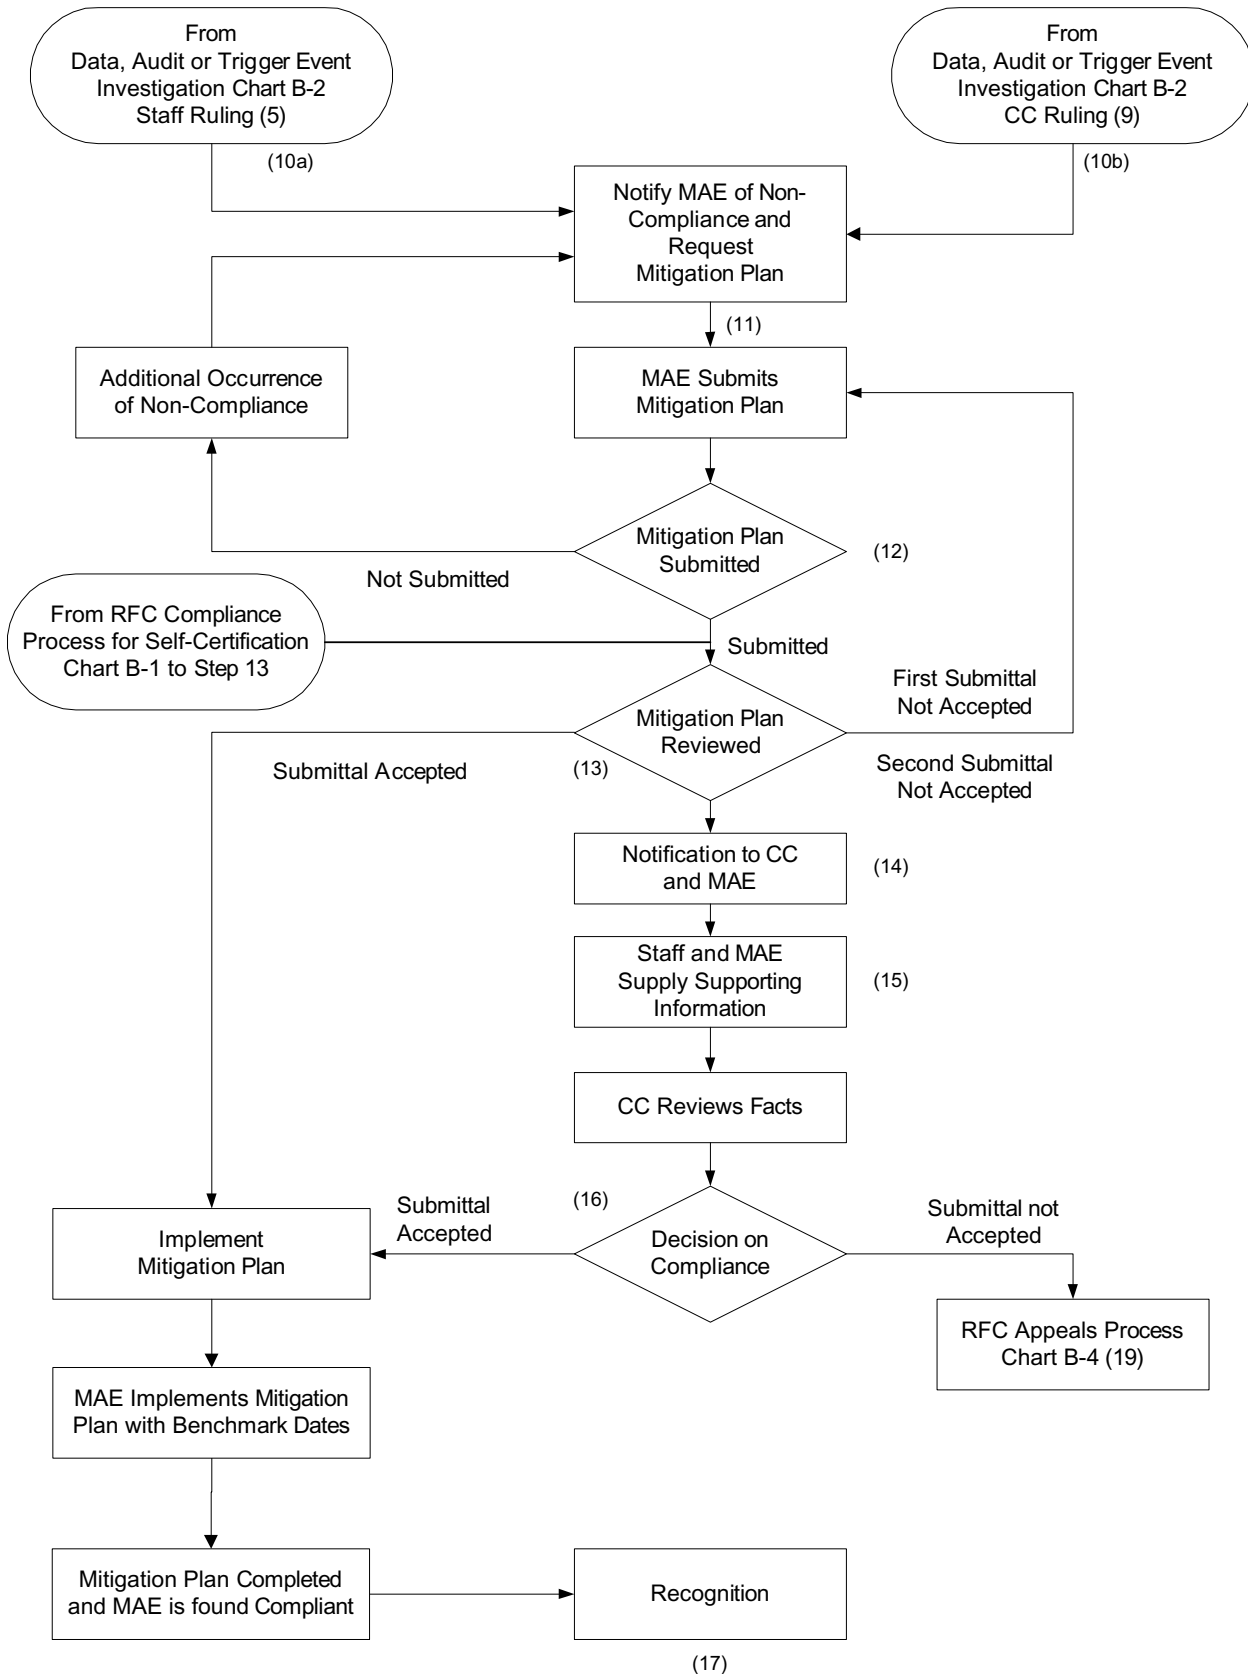 From
Data, Audit or Trigger Event
Investigation Chart B-2
Staff Ruling (5)
From
Data, Audit or Trigger Event
Investigation Chart B-2
CC Ruling (9)
(10a)
(10b)
Notify MAE of Non-
Compliance and
Request
Mitigation Plan
(11)
Additional Occurrence
of Non-Compliance
MAE Submits
Mitigation Plan
Mitigation Plan
Submitted
(12)
Not Submitted
From RFC Compliance
Process for Self-Certification
Chart B-1 to Step 13
Submitted
First Submittal
Not Accepted
Mitigation Plan
Reviewed
Submittal Accepted
(13)
Second Submittal
Not Accepted
Notification to CC
and MAE
(14)
Staff and MAE
Supply Supporting
Information
(15)
CC Reviews Facts
Submittal
Accepted
(16)
Submittal not
Accepted
Implement
Mitigation Plan
Decision on
Compliance
RFC Appeals Process
Chart B-4 (19)
MAE Implements Mitigation
Plan with Benchmark Dates
Mitigation Plan Completed
and MAE is found Compliant
Recognition
(17)